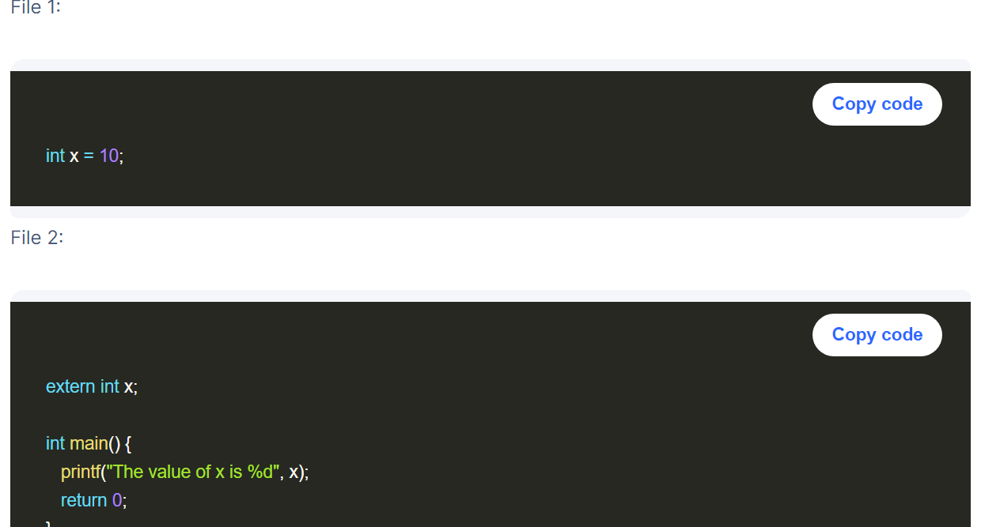 File 1:
Copy code
int x = 10;
File 2:
Copy code
extern int x;
int main() {
printf("The value of x is %d", x);
return 0;
}